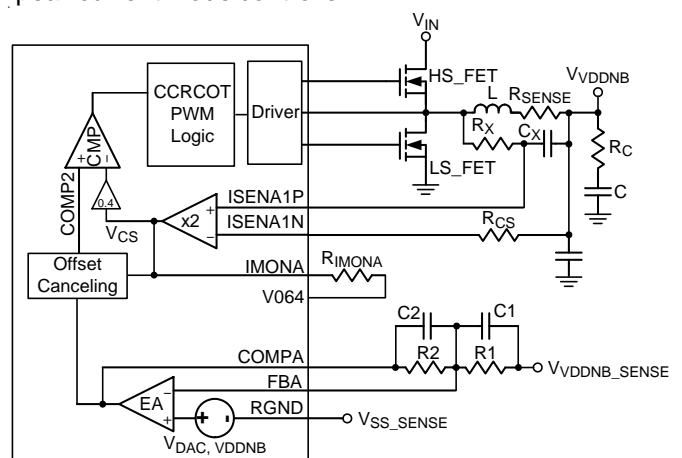 V_IN
HS_FET
L
R_SENSE
V_VDDNB
CCRCOT
PWM
Logic
Driver
R_X
C_X
R_C
LS_FET
C
CMP
+
-
COMP2
0.4
V_CS
x2
+
-
ISENA1P
ISENA1N
R_CS
Offset
Canceling
IMONA
R_IMONA
V064
C2
C1
COMPA
R2
R1
V_VDDNB_SENSE
FBA
EA
-
+
+
-
RGND
V_SS_SENSE
V_DAC, VDDNB